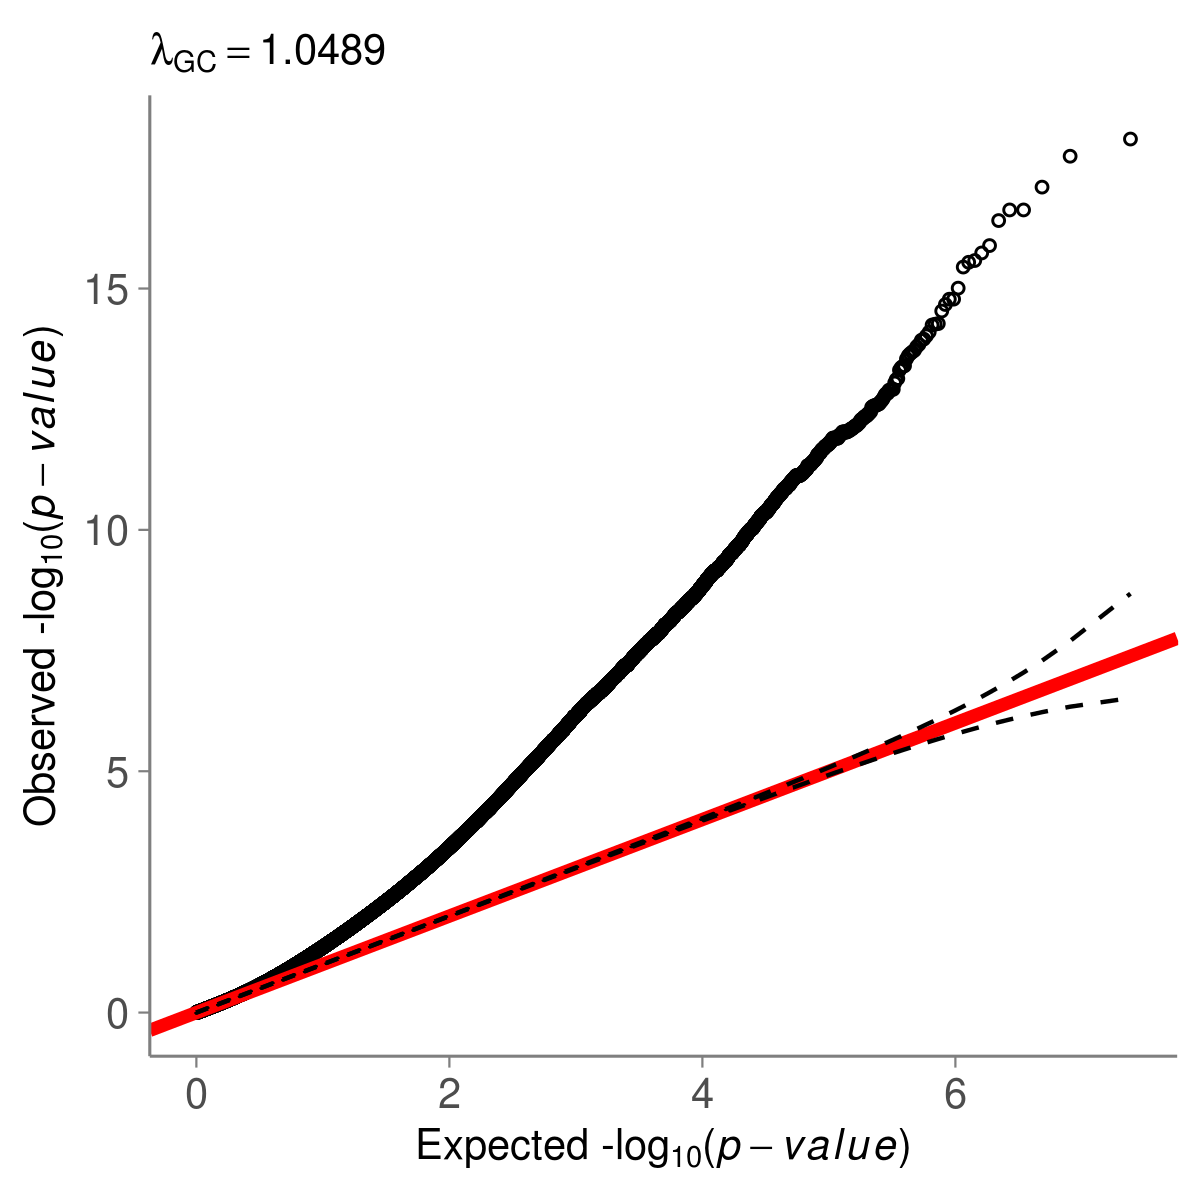 λGC = 1.0489
Observed -log10(p − value)
15
10
5
0
0 2 4 6
Expected -log10(p − value)